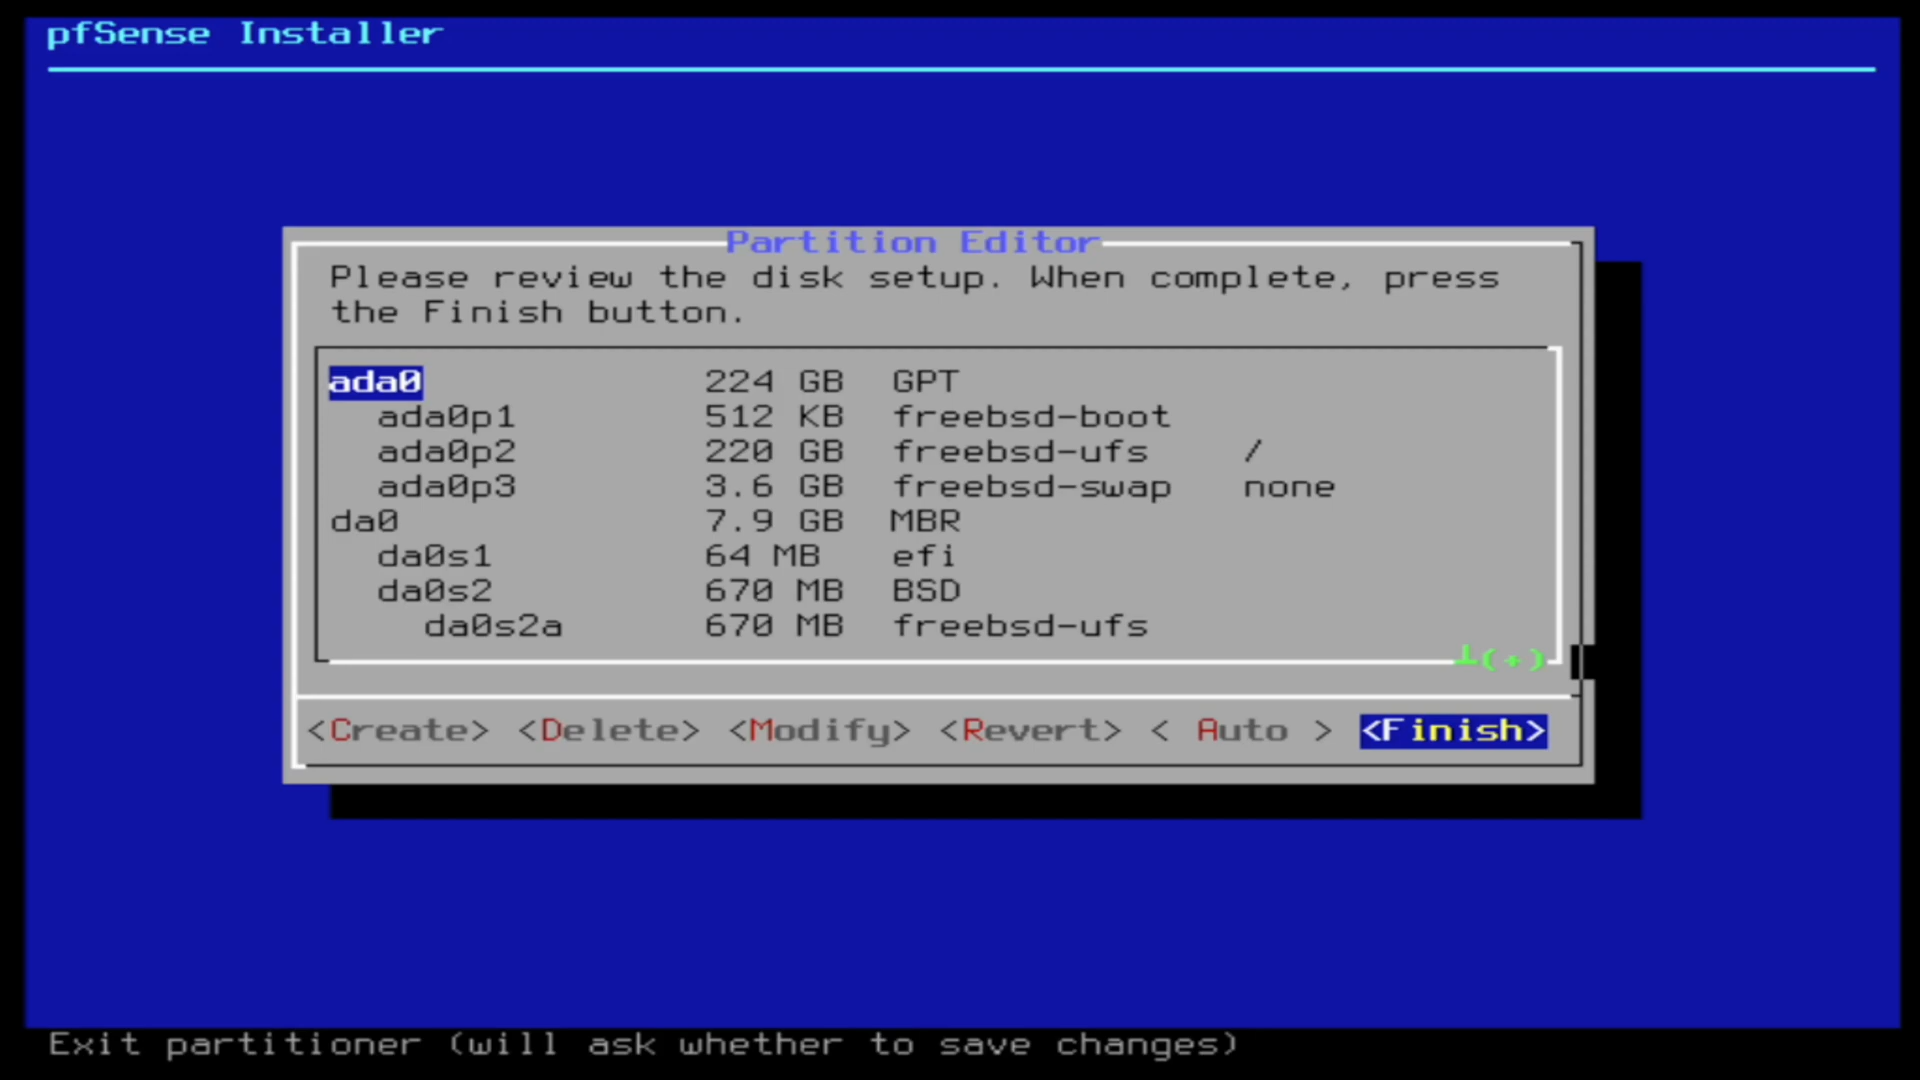 pfSense Installer
Partition Editor
Please review the disk setup. When complete, press
the Finish button.
ada0 224 GB GPT
ada0p1 512 KB freebsd-boot
ada0p2 220 GB freebsd-ufs /
ada0p3 3.6 GB freebsd-swap none
da0 7.9 GB MBR
da0s1 64 MB efi
da0s2 670 MB BSD
da0s2a 670 MB freebsd-ufs
┴(+)
<Create> <Delete> <Modify> <Revert> < Auto > <Finish>
Exit partitioner (will ask whether to save changes)